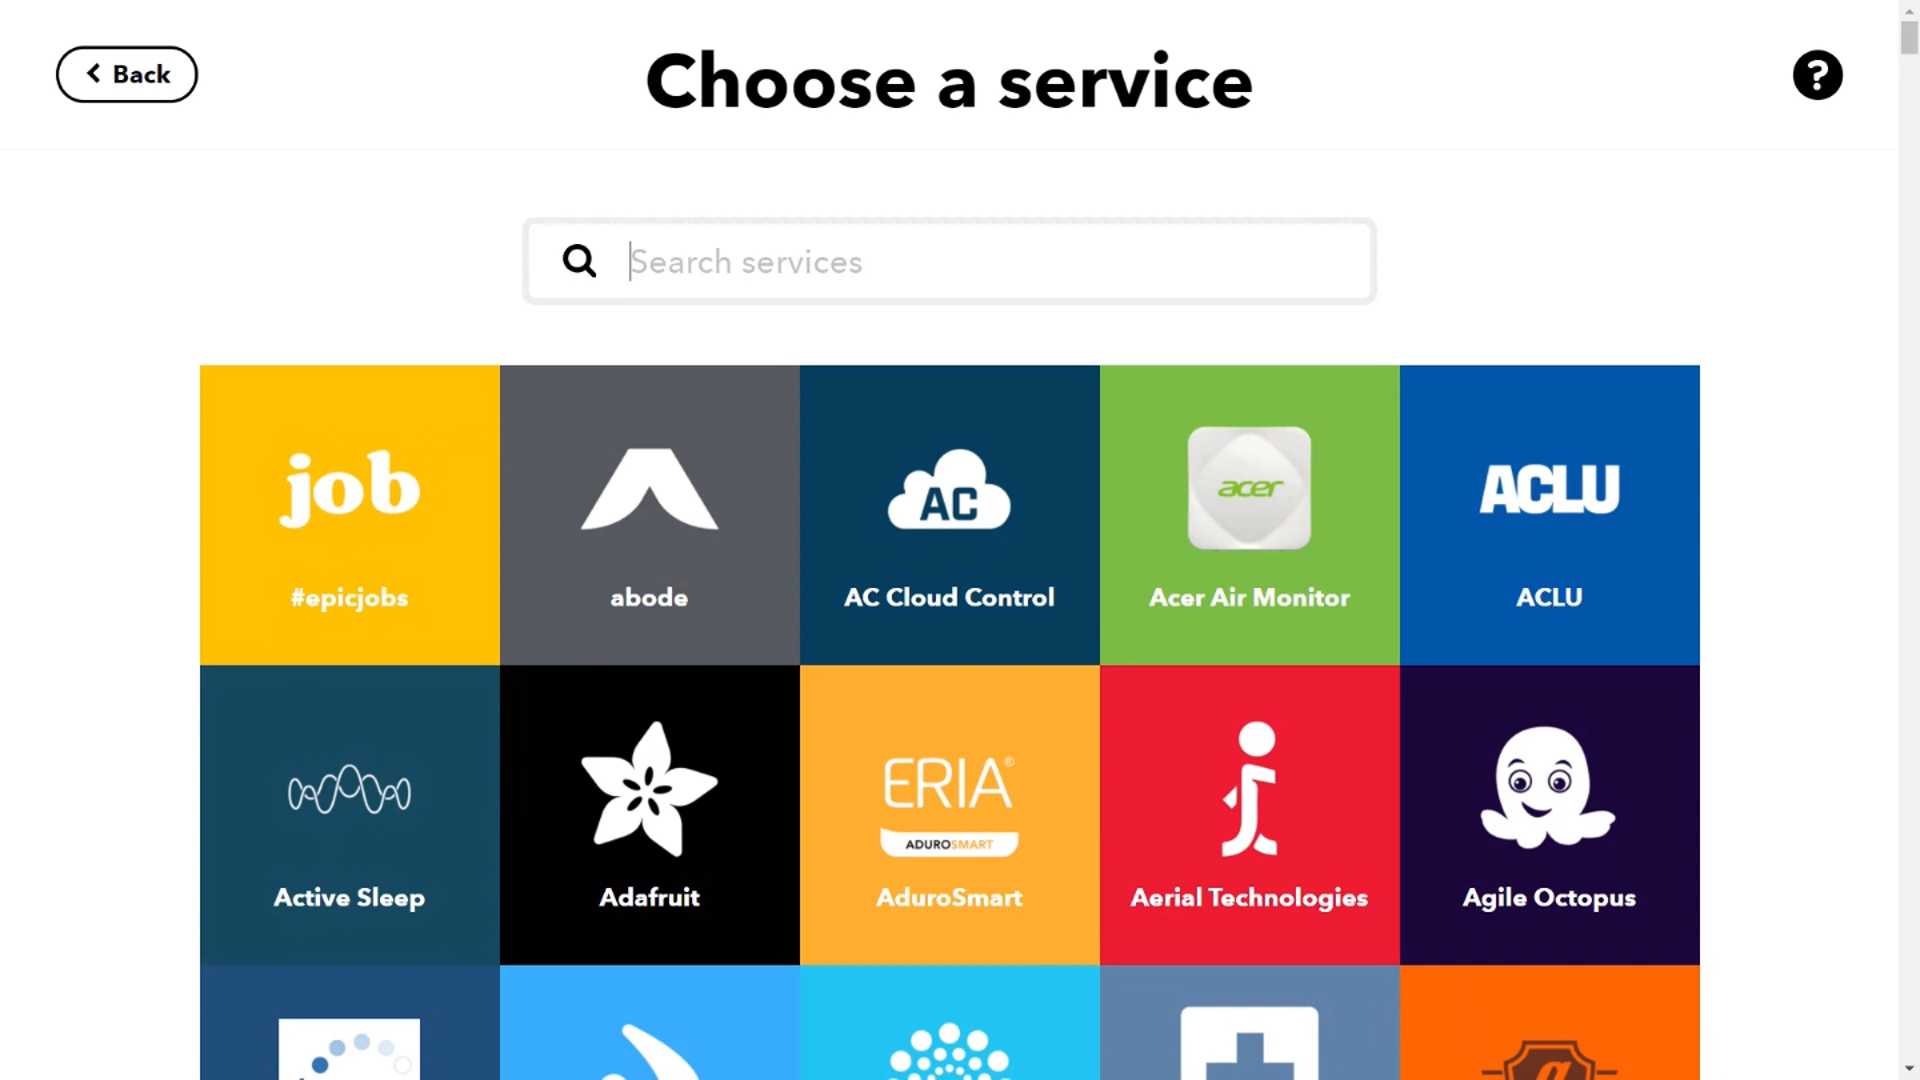 Back
Choose a service
?
Search services
job
#epicjobs
abode
AC
AC Cloud Control
acer
Acer Air Monitor
ACLU
ACLU
Active Sleep
Adafruit
ERIA®
ADUROSMART
AduroSmart
Aerial Technologies
Agile Octopus